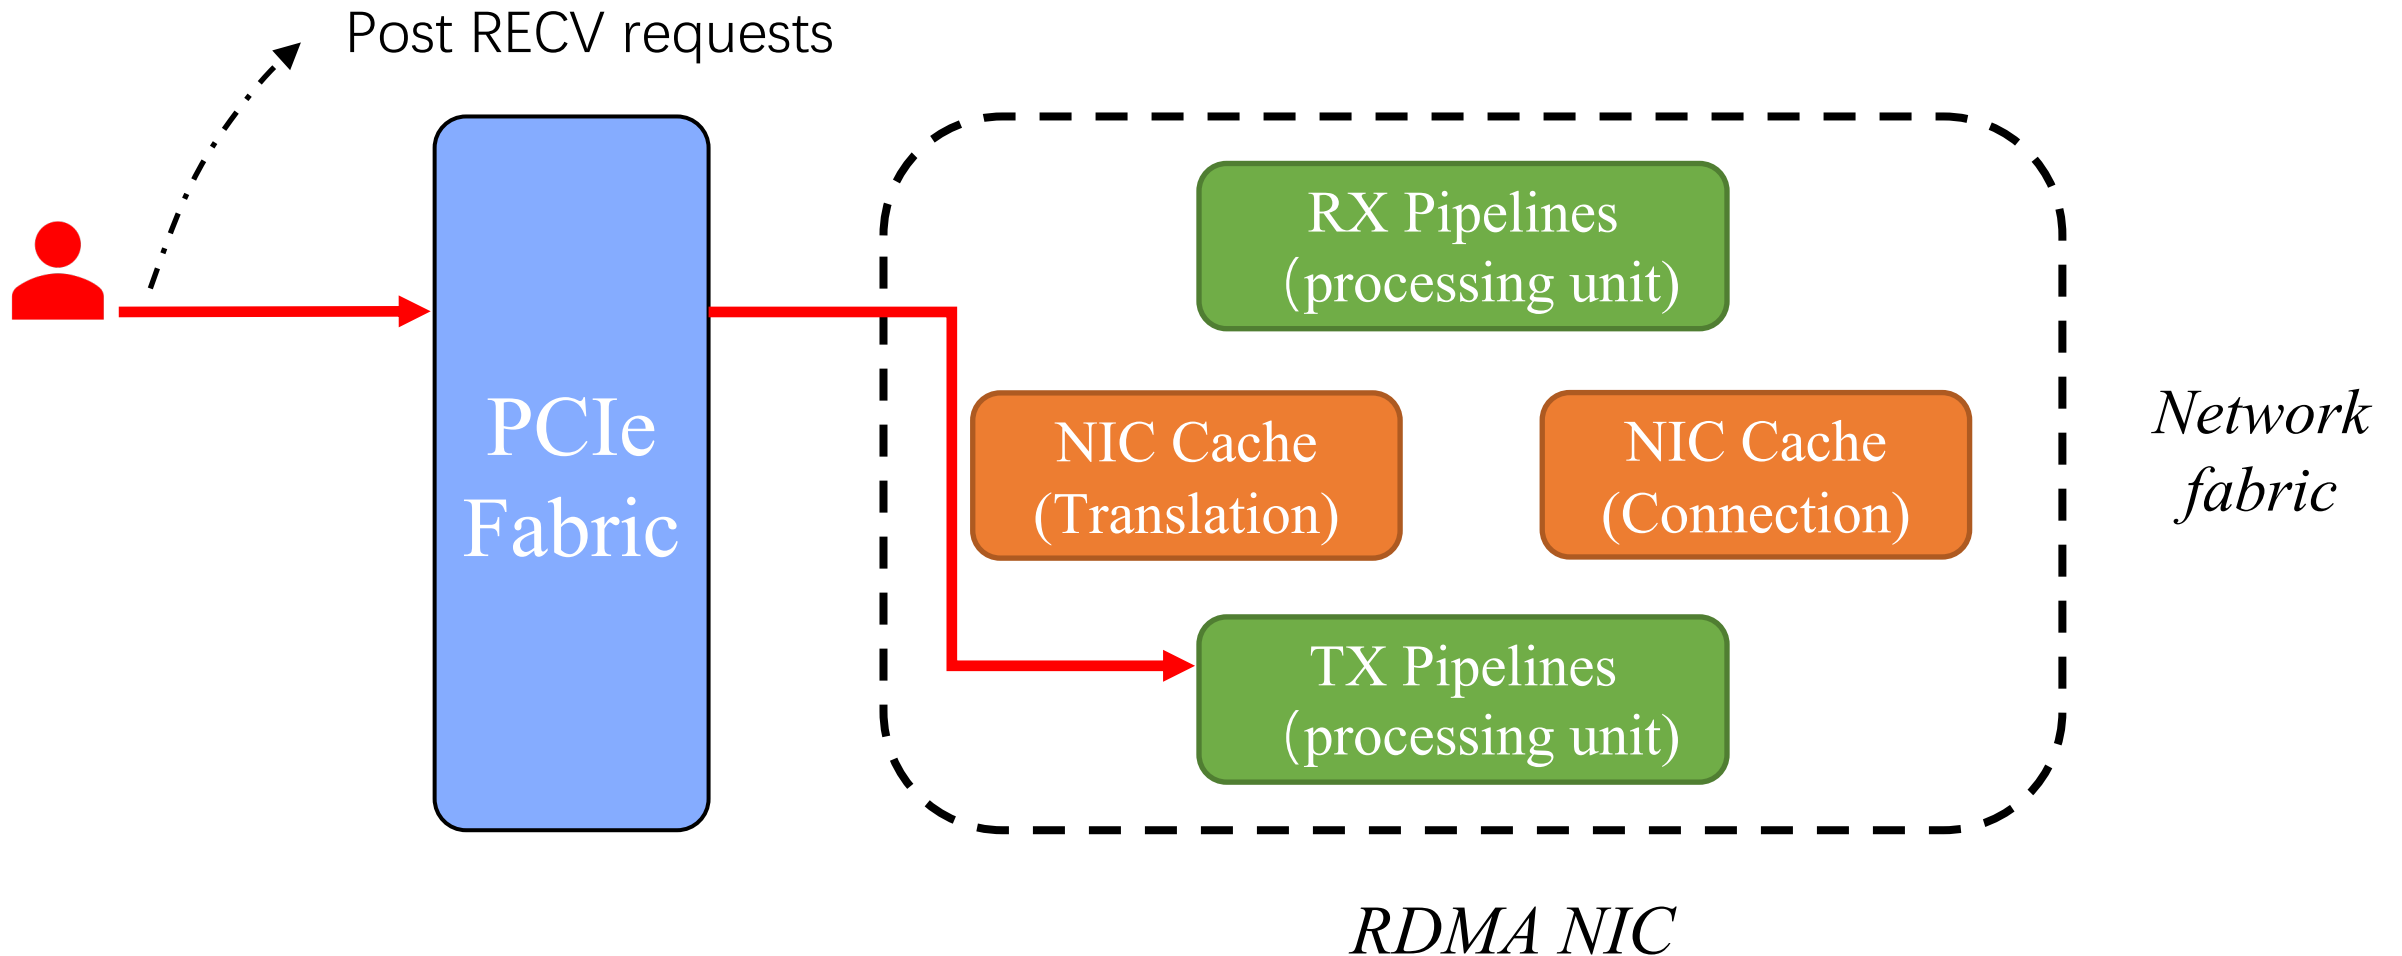 Post RECV requests
PCIe
Fabric
RX Pipelines
(processing unit)
NIC Cache
(Translation)
NIC Cache
(Connection)
TX Pipelines
(processing unit)
Network
fabric
RDMA NIC